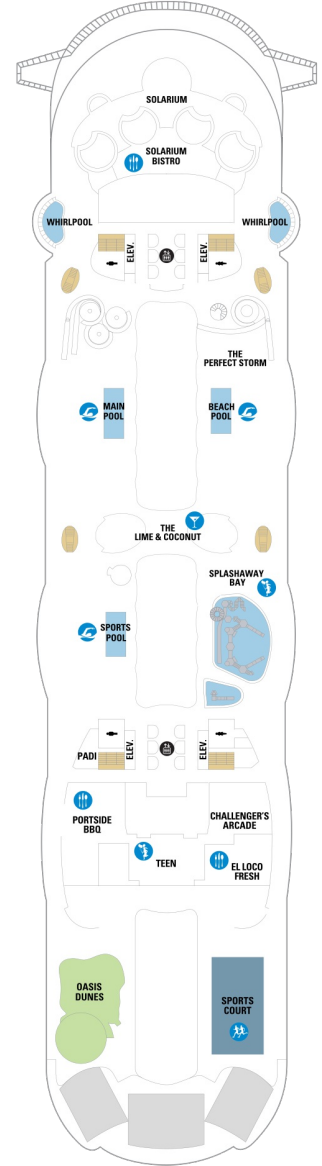 SOLARIUM
SOLARIUM
BISTRO
WHIRLPOOL
WHIRLPOOL
ELEV.
ELEV.
THE
PERFECT STORM
MAIN
POOL
BEACH
POOL
THE
LIME & COCONUT
SPLASHAWAY
BAY
SPORTS
POOL
PADI
ELEV.
ELEV.
PORTSIDE
BBQ
CHALLENGER'S
ARCADE
TEEN
EL LOCO
FRESH
OASIS
DUNES
SPORTS
COURT